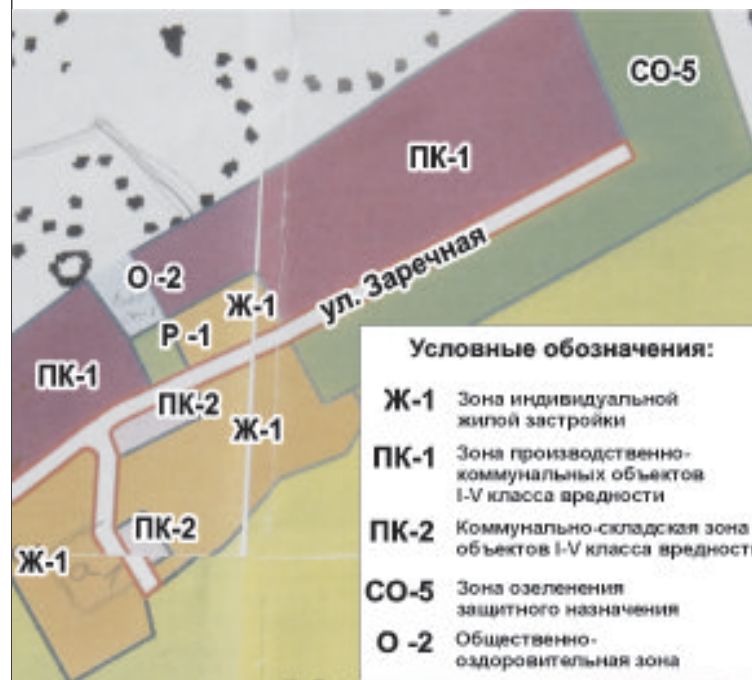 СО-5
ПК-1
О -2
ул. Заречная
Ж-1
Р -1
ПК-1
ПК-2
Ж-1
ПК-2
Ж-1
Условные обозначения:
Ж-1 Зона индивидуальной
жилой застройки
ПК-1 Зона производственно-
коммунальных объектов
I-V класса вредности
ПК-2 Коммунально-складская зона
объектов I-V класса вредност
СО-5 Зона озеленения
защитного назначения
О -2 Общественно-
оздоровительная зона